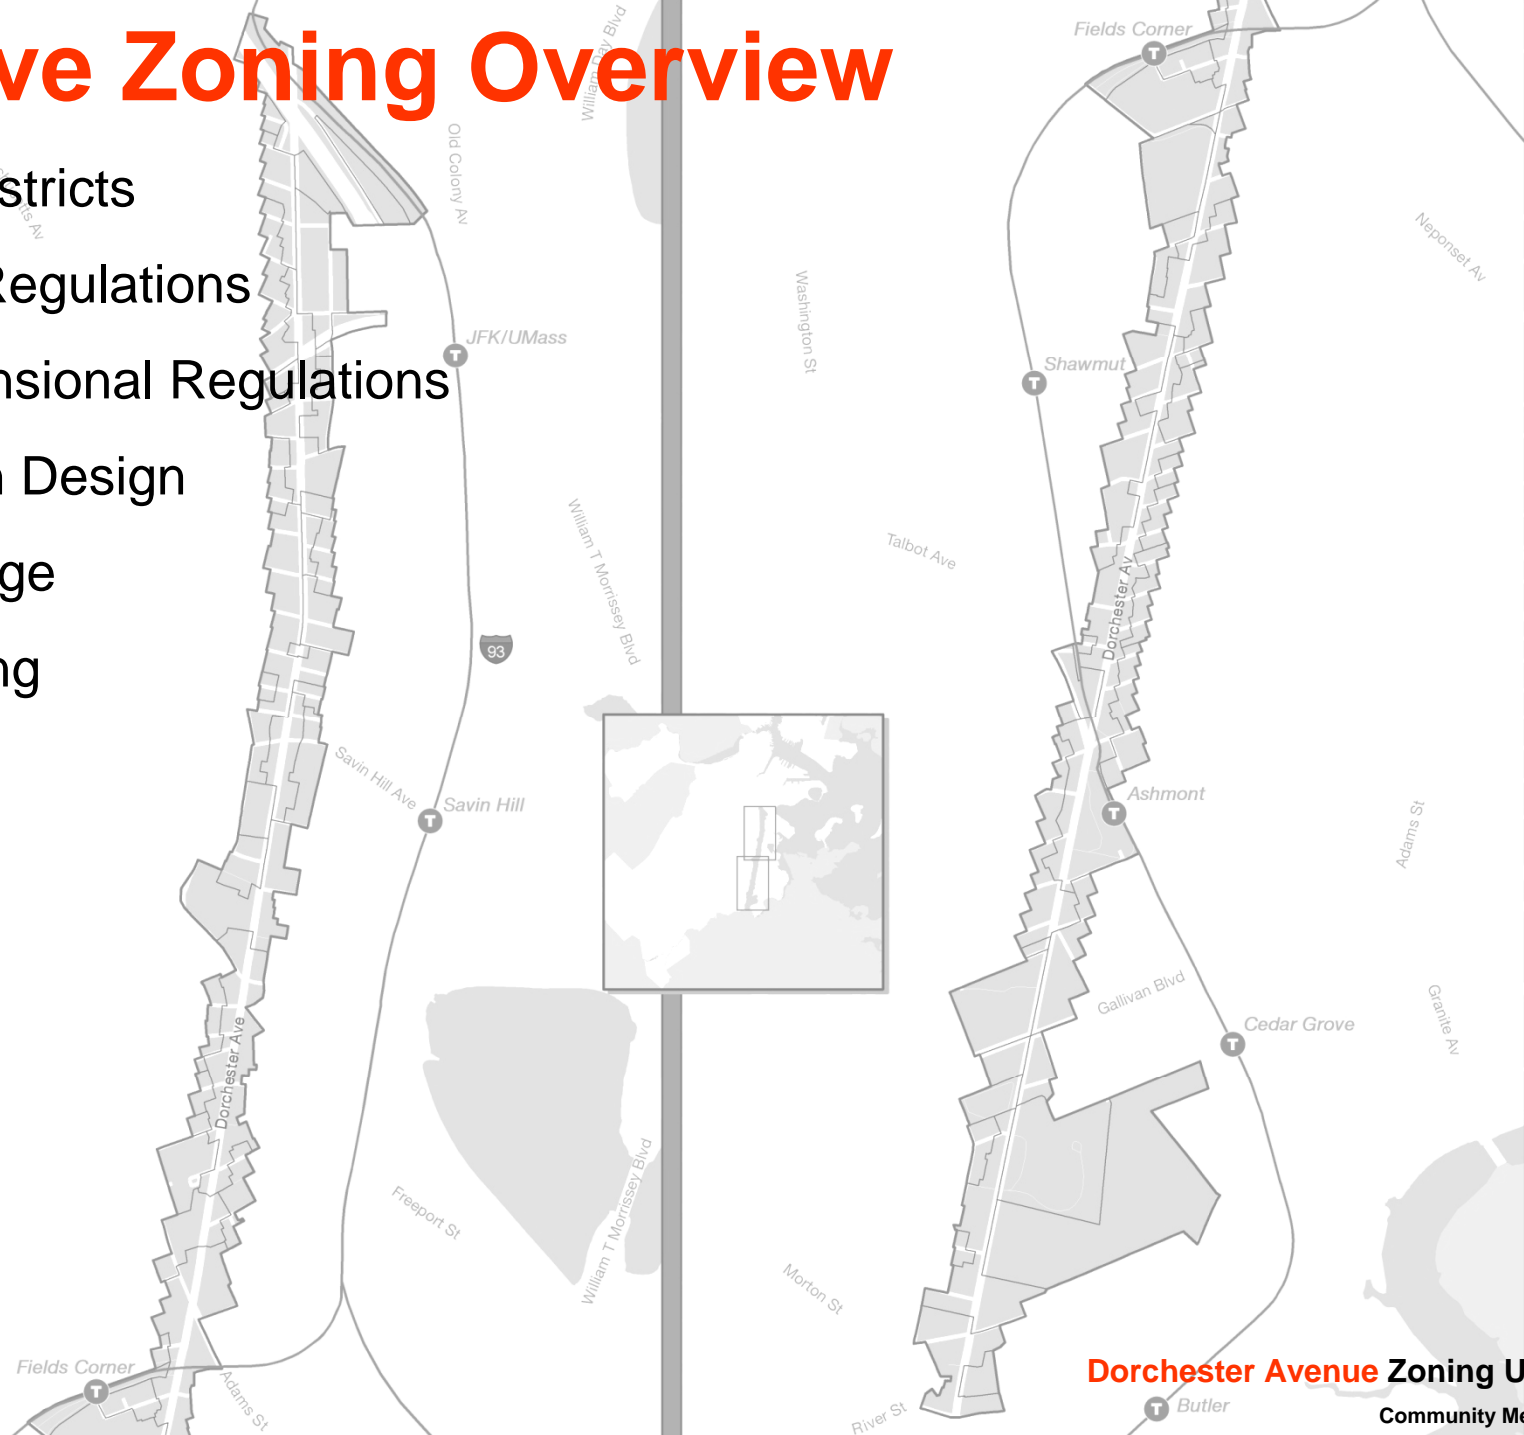 ve Zoning Overview
stricts
Regulations
nsional Regulations
n Design
ge
ng
Fields Corner
T
William Day Blvd
Old Colony Av
tts Av
Neponset Av
Washington St
JFK/UMass
T
Shawmut
T
William T Morrissey Blvd
Talbot Ave
Dorchester Av
93
Savin Hill Ave
Savin Hill
T
Ashmont
T
Adams St
Gallivan Blvd
Granite Av
Cedar Grove
T
Dorchester Ave
Freeport St
William T Morrissey Blvd
Morton St
Fields Corner
T
Adams St
River St
T
Butler
Dorchester Avenue Zoning U
Community Me